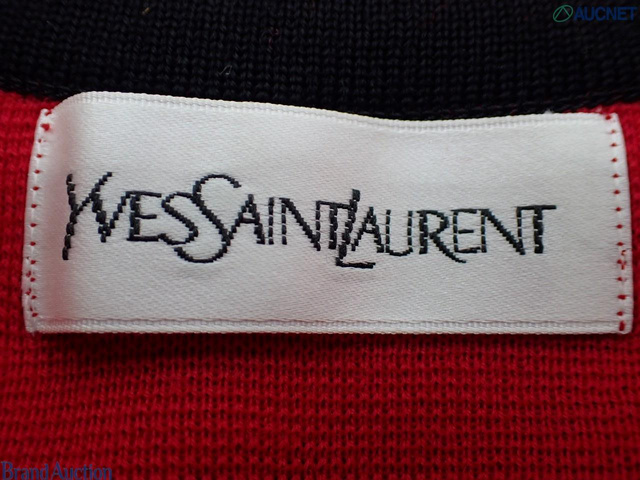 AUCNET
YVESSAINTLAURENT
Brand Auction